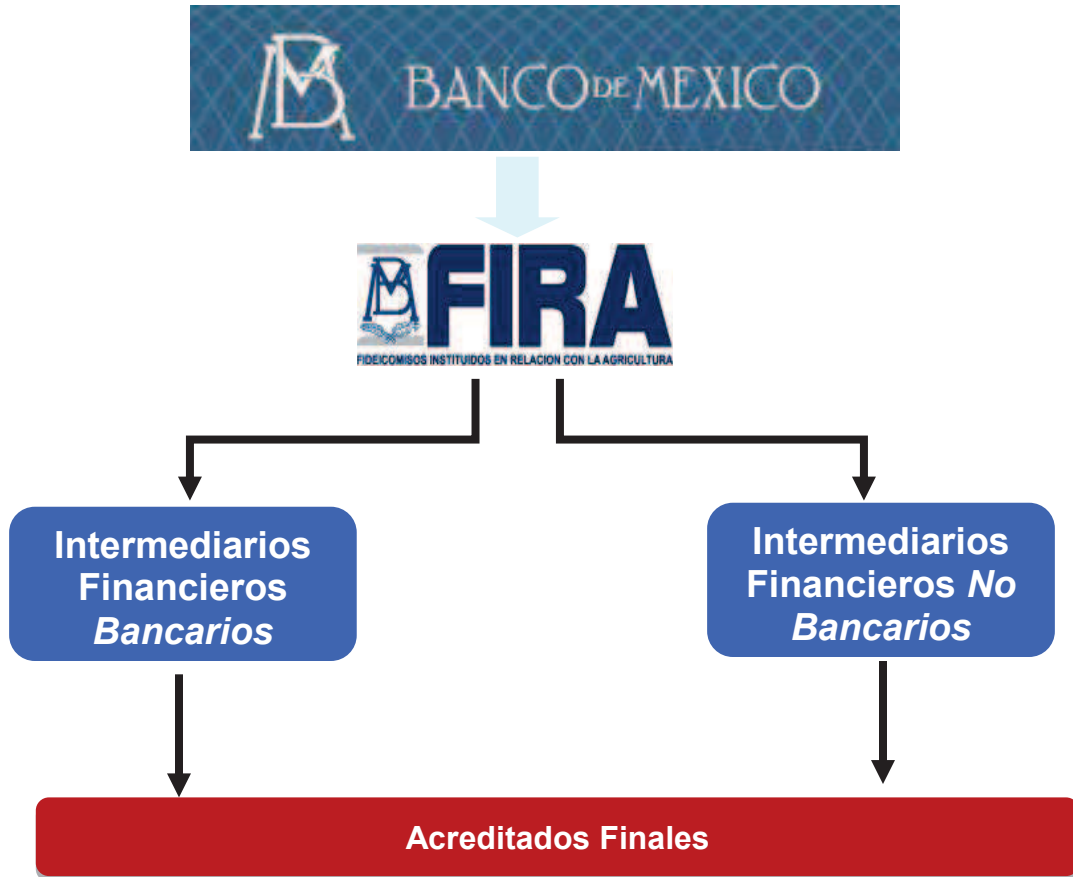 BANCO DE MEXICO
FIRA
FIDEICOMISOS INSTITUIDOS EN RELACION CON LA AGRICULTURA
Intermediarios
Financieros
Bancarios
Intermediarios
Financieros No
Bancarios
Acreditados Finales